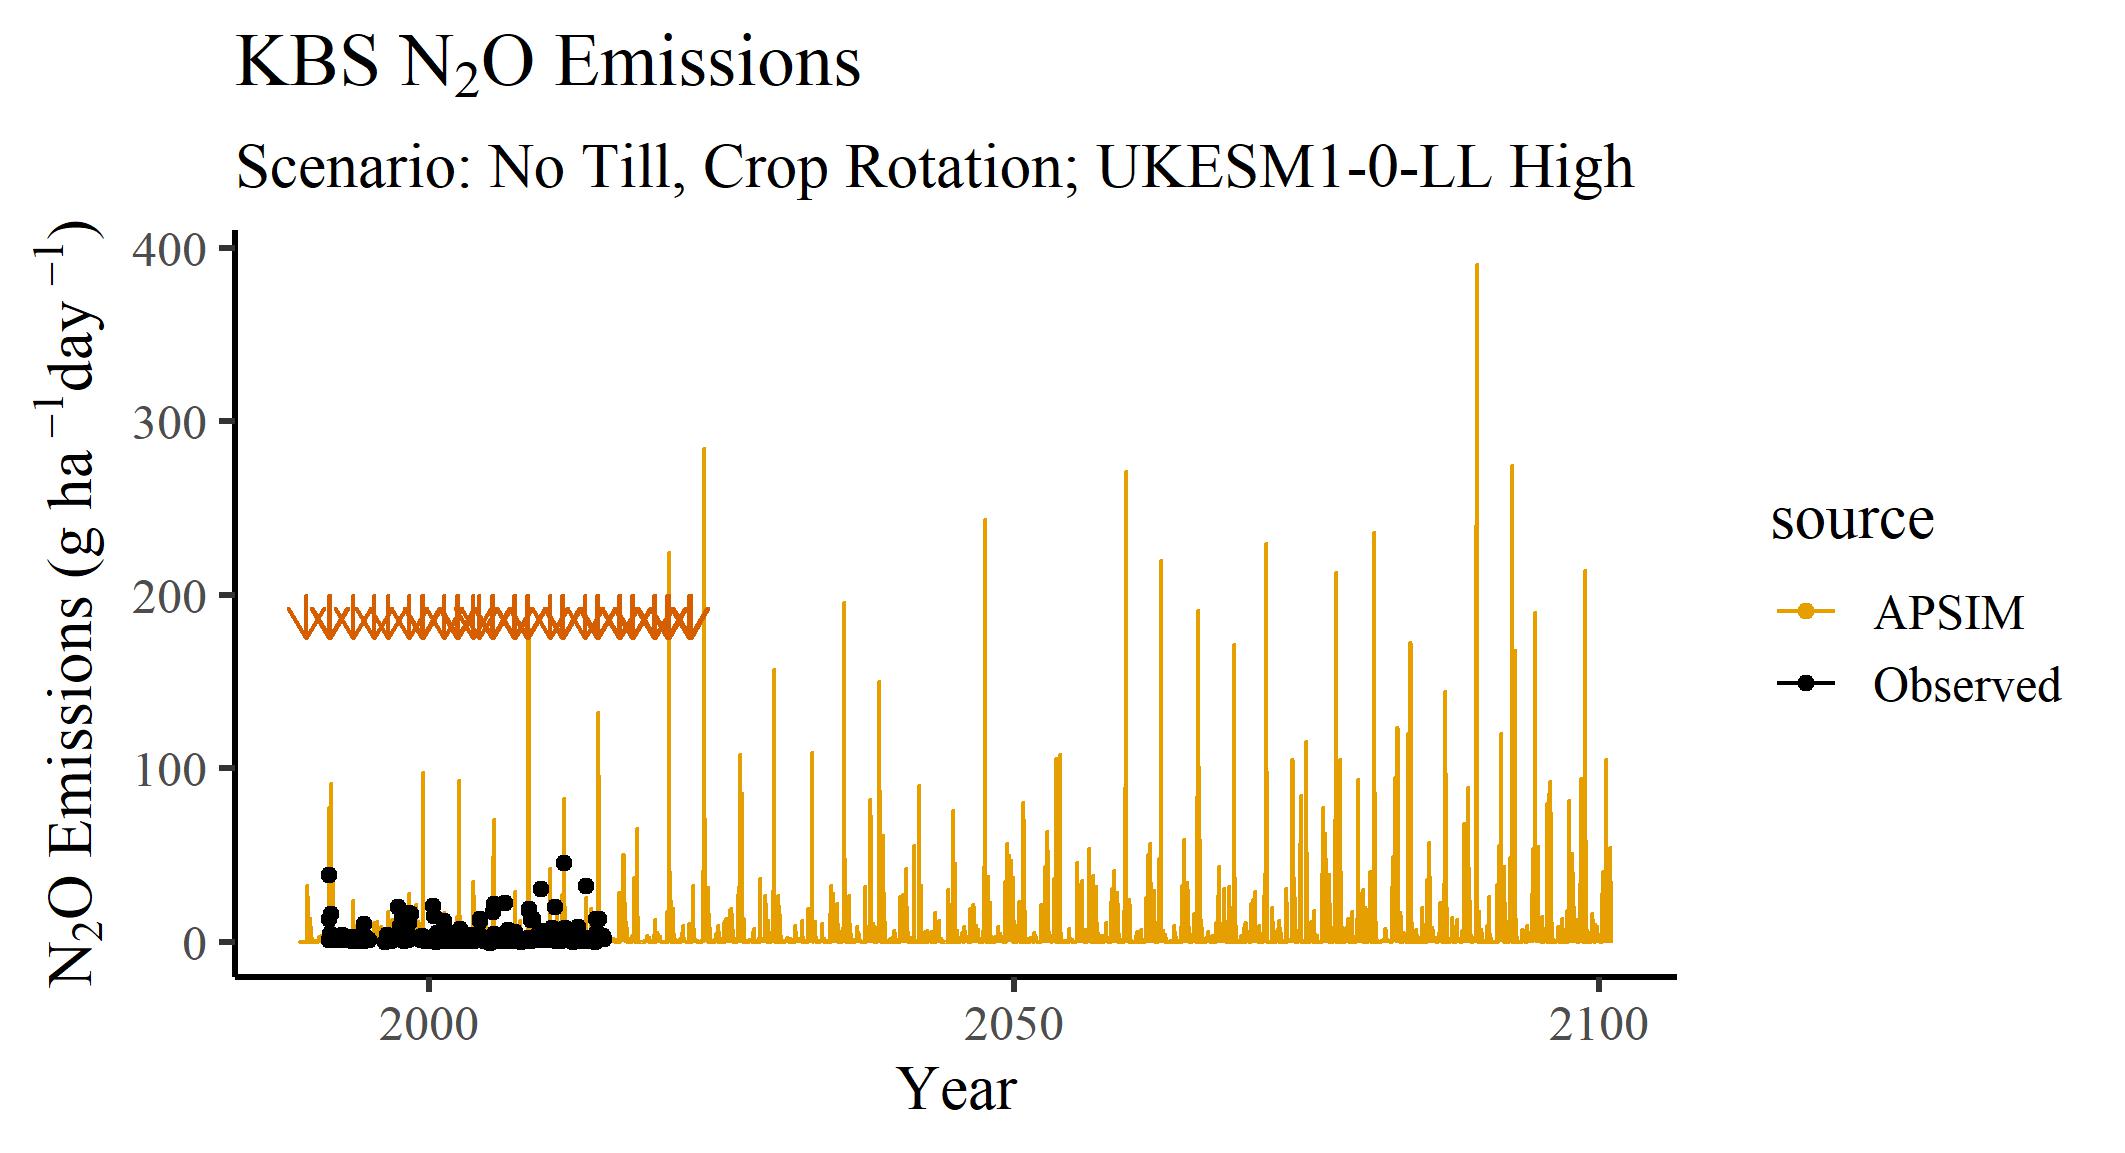 KBS N₂O Emissions
Scenario: No Till, Crop Rotation; UKESM1-0-LL High
N₂O Emissions (g ha ⁻¹day ⁻¹)
400
300
200
100
0
2000
2050
2100
Year
source
APSIM
Observed